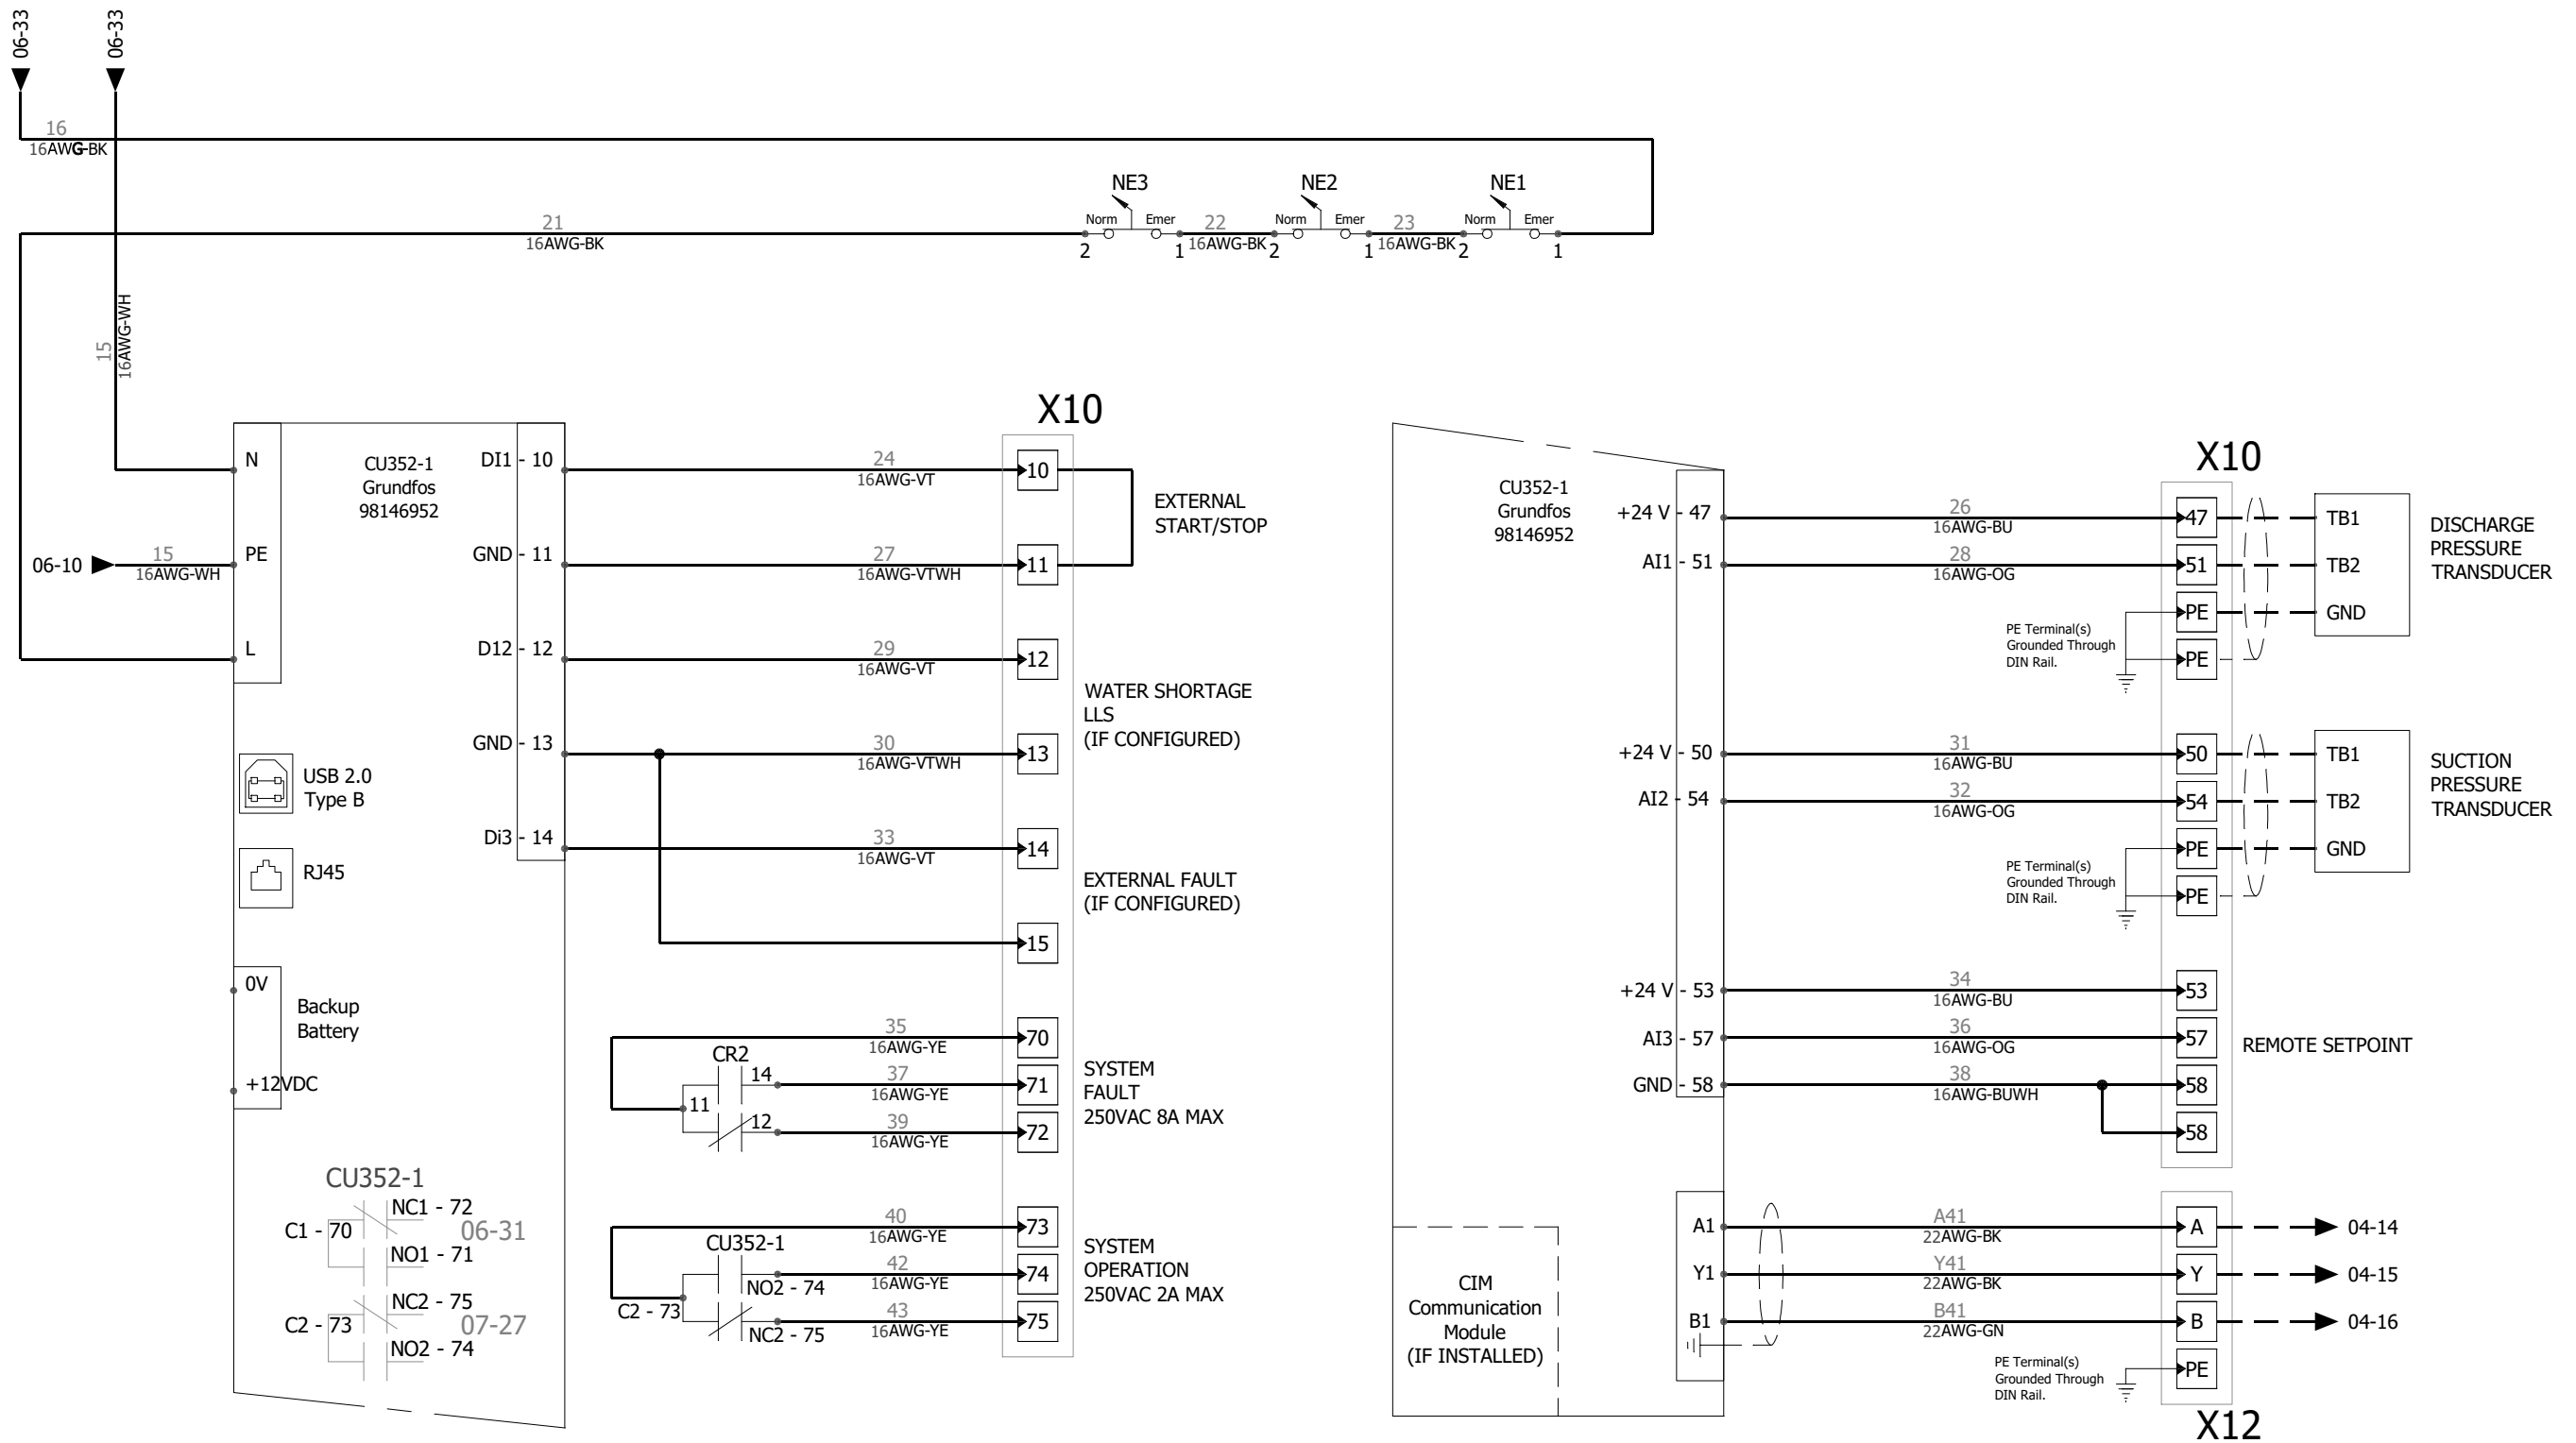 06-33
06-33
16
16AWG-BK
NE3
NE2
NE1
Norm
Emer
Norm
Emer
Norm
Emer
21
16AWG-BK
22
16AWG-BK
23
16AWG-BK
2
1
2
1
2
1
15
16AWG-WH
X10
N
CU352-1
Grundfos
98146952
DI1 - 10
24
16AWG-VT
10
EXTERNAL
START/STOP
06-10
15
16AWG-WH
PE
GND - 11
27
16AWG-VTWH
11
L
D12 - 12
29
16AWG-VT
12
WATER SHORTAGE
LLS
(IF CONFIGURED)
GND - 13
30
16AWG-VTWH
13
USB 2.0
Type B
Di3 - 14
33
16AWG-VT
14
RJ45
EXTERNAL FAULT
(IF CONFIGURED)
15
0V
Backup
Battery
+12VDC
35
16AWG-YE
70
CR2
14
37
16AWG-YE
71
11
12
39
16AWG-YE
72
SYSTEM
FAULT
250VAC 8A MAX
CU352-1
NC1 - 72
C1 - 70
06-31
NO1 - 71
NC2 - 75
C2 - 73
07-27
NO2 - 74
40
16AWG-YE
73
CU352-1
42
16AWG-YE
74
NO2 - 74
C2 - 73
43
16AWG-YE
75
NC2 - 75
SYSTEM
OPERATION
250VAC 2A MAX
X10
CU352-1
Grundfos
98146952
+24 V - 47
26
16AWG-BU
47
TB1
AI1 - 51
28
16AWG-OG
51
TB2
PE
GND
PE
DISCHARGE
PRESSURE
TRANSDUCER
PE Terminal(s)
Grounded Through
DIN Rail.
+24 V - 50
31
16AWG-BU
50
TB1
AI2 - 54
32
16AWG-OG
54
TB2
PE
GND
PE
SUCTION
PRESSURE
TRANSDUCER
PE Terminal(s)
Grounded Through
DIN Rail.
+24 V - 53
34
16AWG-BU
53
AI3 - 57
36
16AWG-OG
57
REMOTE SETPOINT
GND - 58
38
16AWG-BUWH
58
58
A1
A41
22AWG-BK
A
04-14
Y1
Y41
22AWG-BK
Y
04-15
B1
B41
22AWG-GN
B
04-16
CIM
Communication
Module
(IF INSTALLED)
PE Terminal(s)
Grounded Through
DIN Rail.
PE
X12